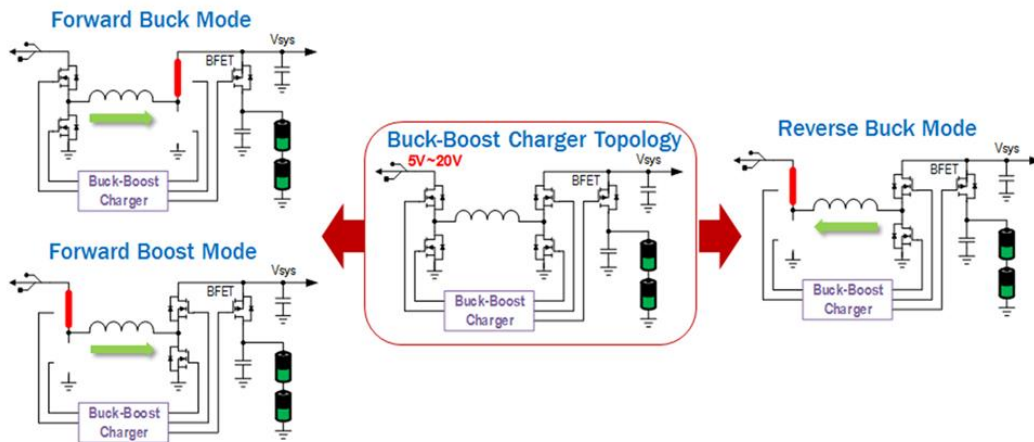 Forward Buck Mode
Vsys
BFET
Buck-Boost
Charger
Forward Boost Mode
Vsys
BFET
Buck-Boost
Charger
Buck-Boost Charger Topology
5V~20V
Vsys
BFET
Buck-Boost
Charger
Reverse Buck Mode
Vsys
BFET
Buck-Boost
Charger